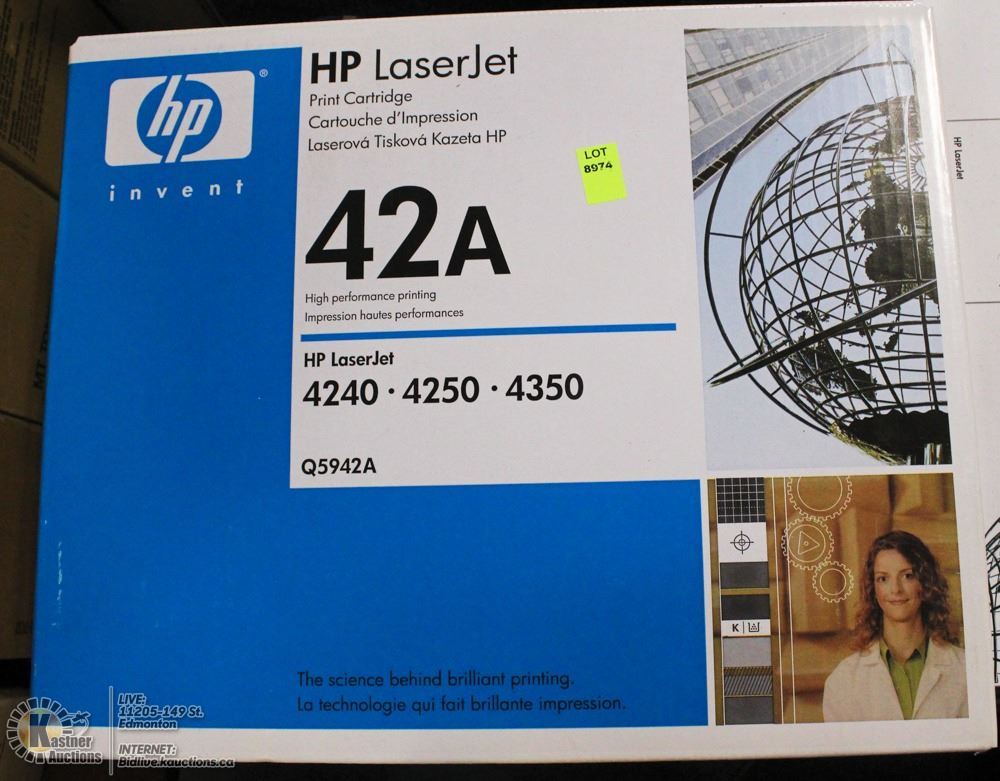 hp
®
invent
HP LaserJet
Print Cartridge
Cartouche d'Impression
Laserová Tisková Kazeta HP
LOT
8974
42A
High performance printing
Impression hautes performances
HP LaserJet
4240 · 4250 · 4350
Q5942A
The science behind brilliant printing.
La technologie qui fait brillante impression.
K
HP LaserJet
Kastner
Auctions
LIVE:
11205-149 St.
Edmonton
INTERNET:
Bidlive.kauctions.ca